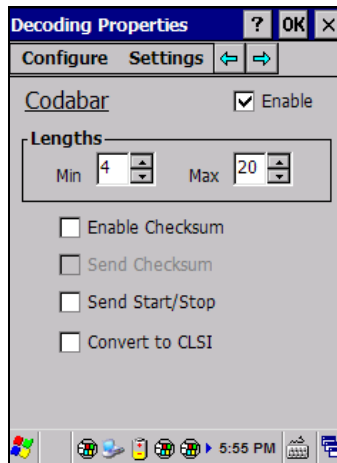 Decoding Properties ? OK ×
Configure Settings
Codabar Enable
Lengths
Min 4 Max 20
Enable Checksum
Send Checksum
Send Start/Stop
Convert to CLSI
5:55 PM